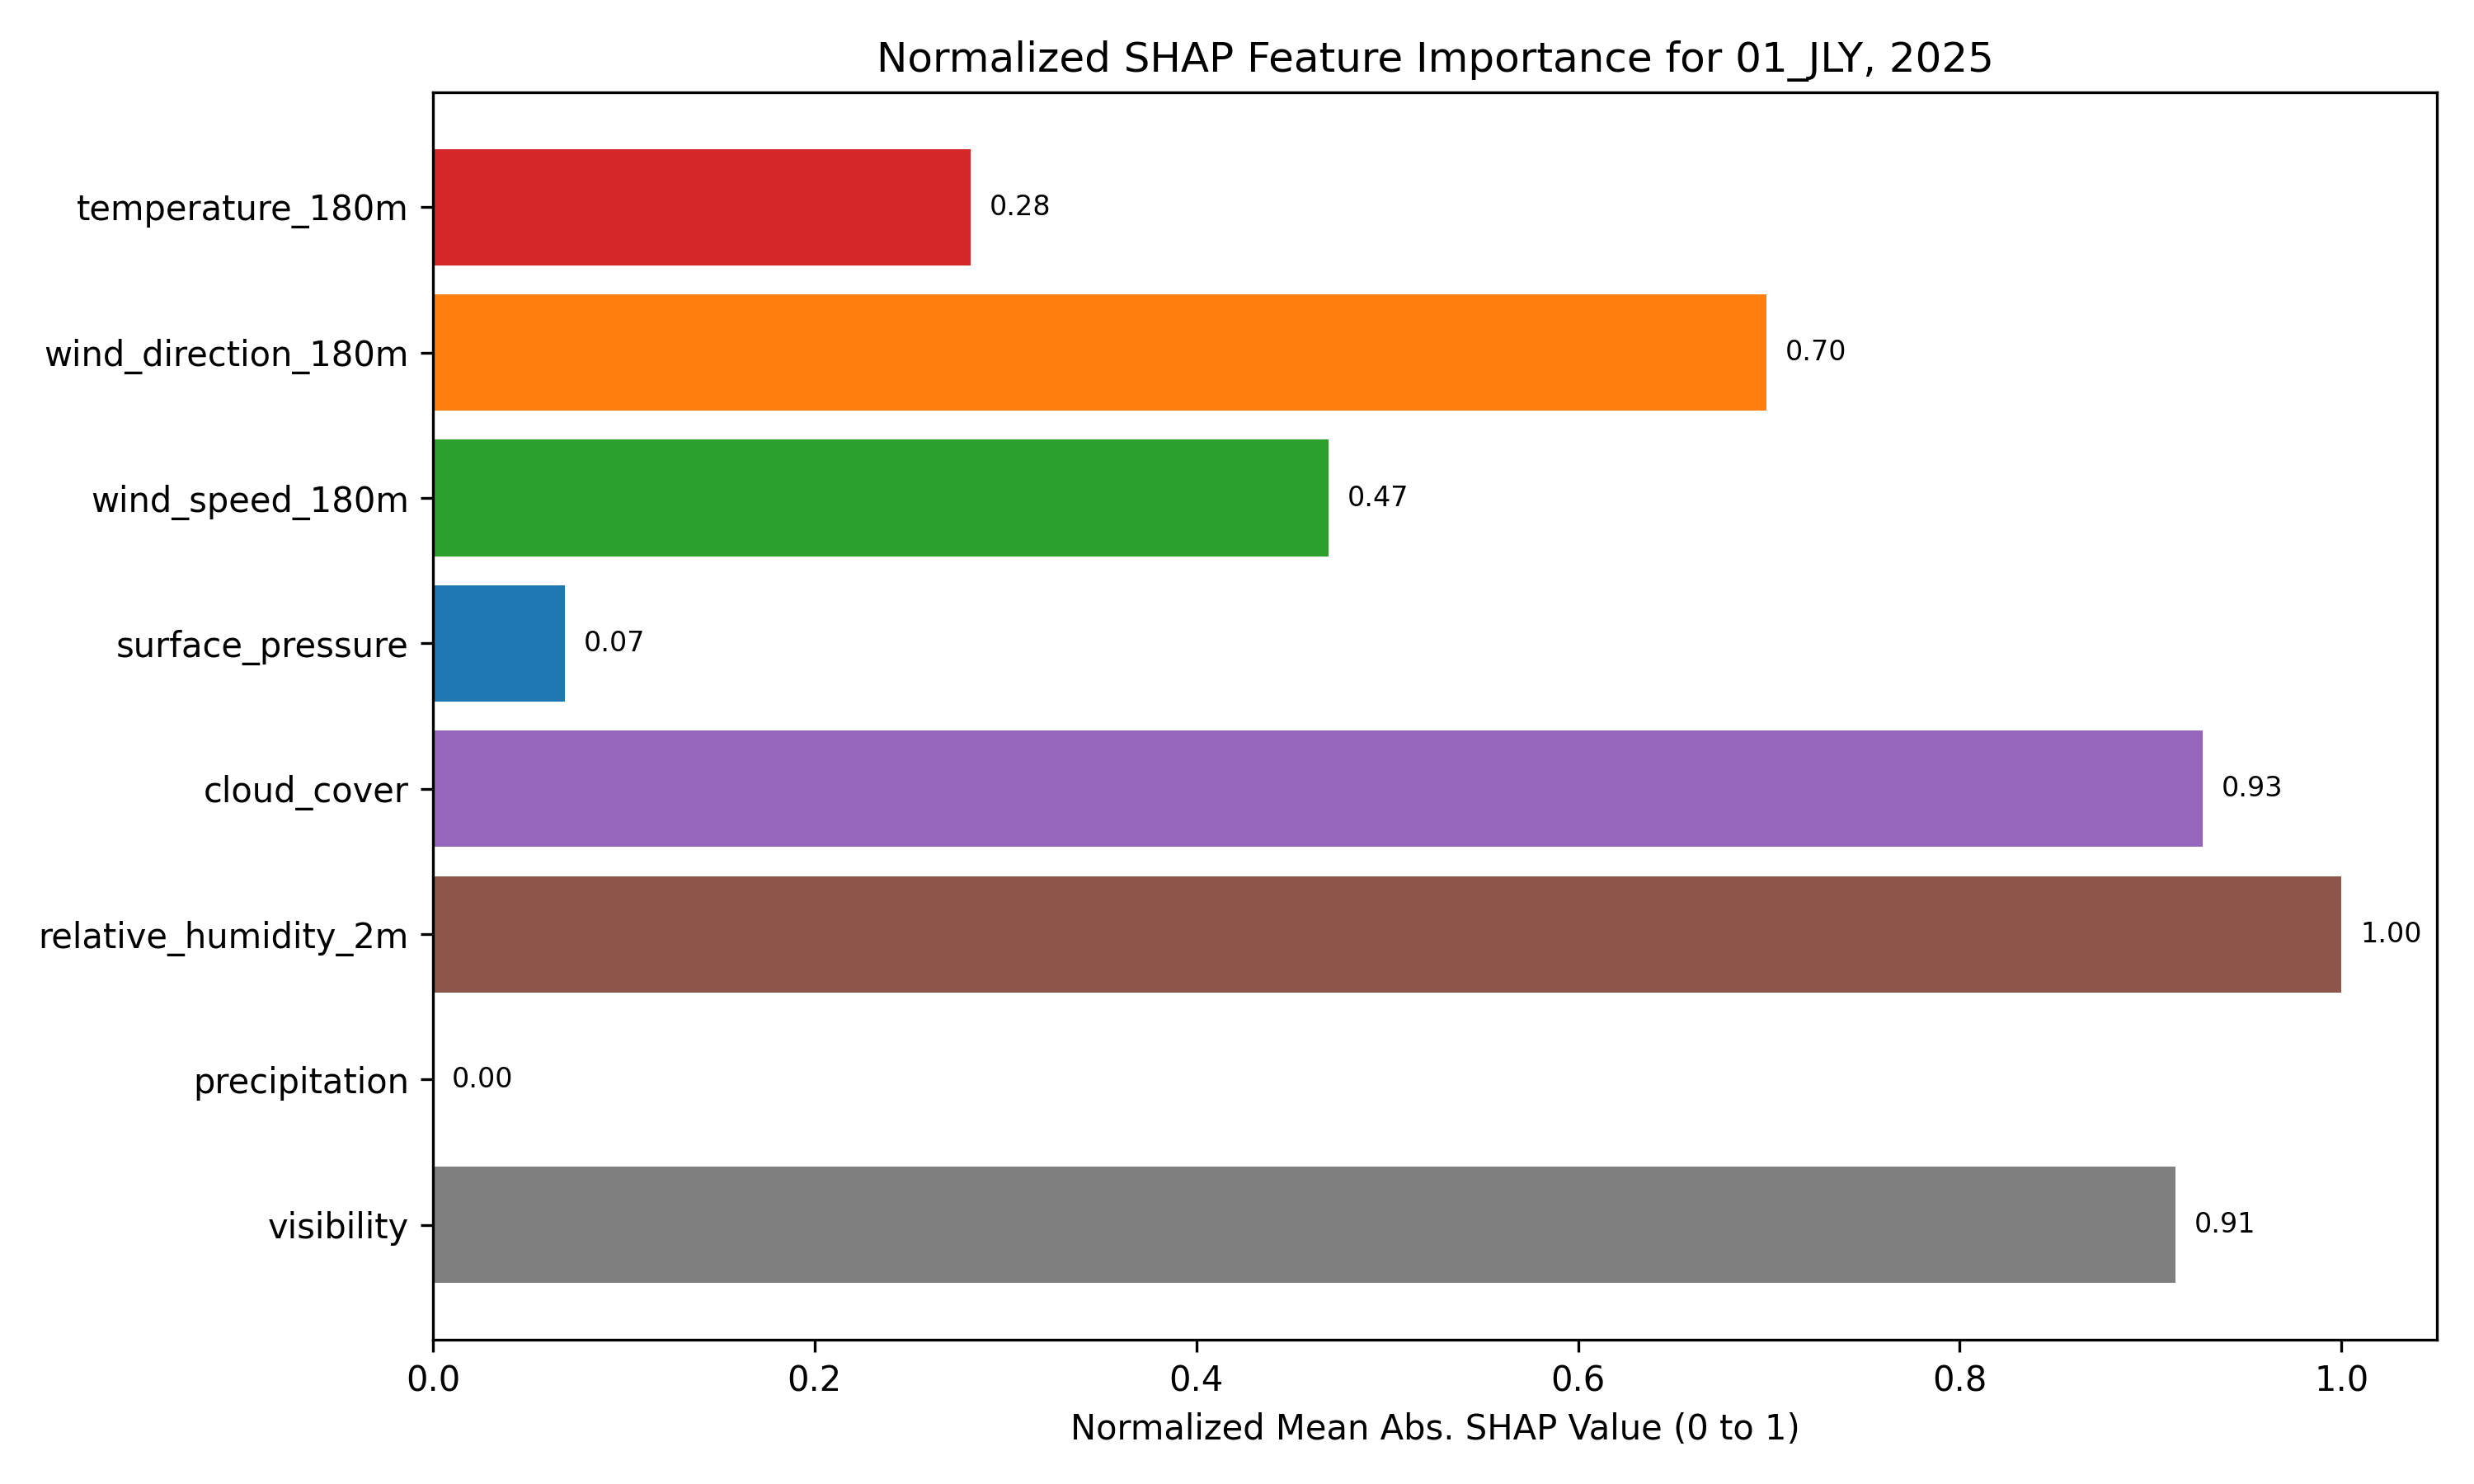 Normalized SHAP Feature Importance for 01_JLY, 2025
temperature_180m
0.28
wind_direction_180m
0.70
wind_speed_180m
0.47
surface_pressure
0.07
cloud_cover
0.93
relative_humidity_2m
1.00
precipitation
0.00
visibility
0.91
0.0 0.2 0.4 0.6 0.8 1.0
Normalized Mean Abs. SHAP Value (0 to 1)